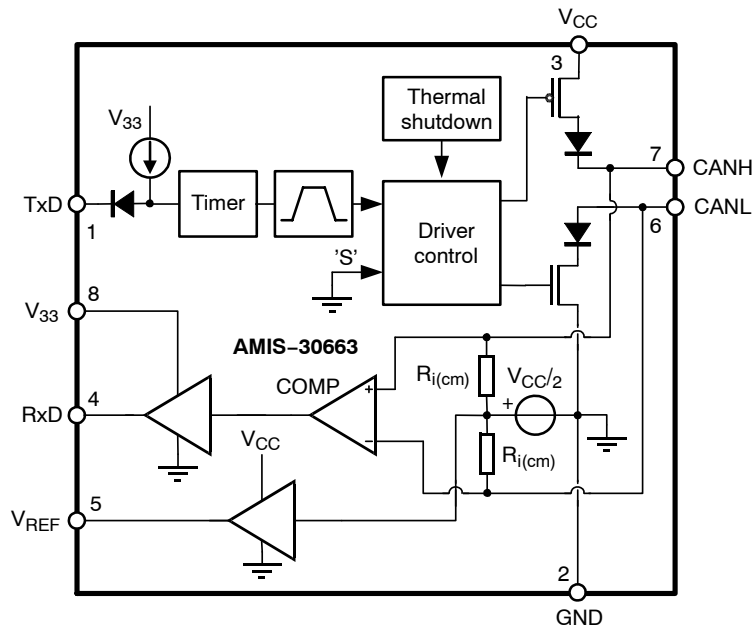 VCC
3
Thermal
shutdown
V33
7
CANH
TxD
1
Timer
Driver
control
CANL
6
'S'
8
V33
AMIS−30663
COMP
+
−
Ri(cm)
VCC/2
+
4
RxD
Ri(cm)
VCC
5
VREF
2
GND